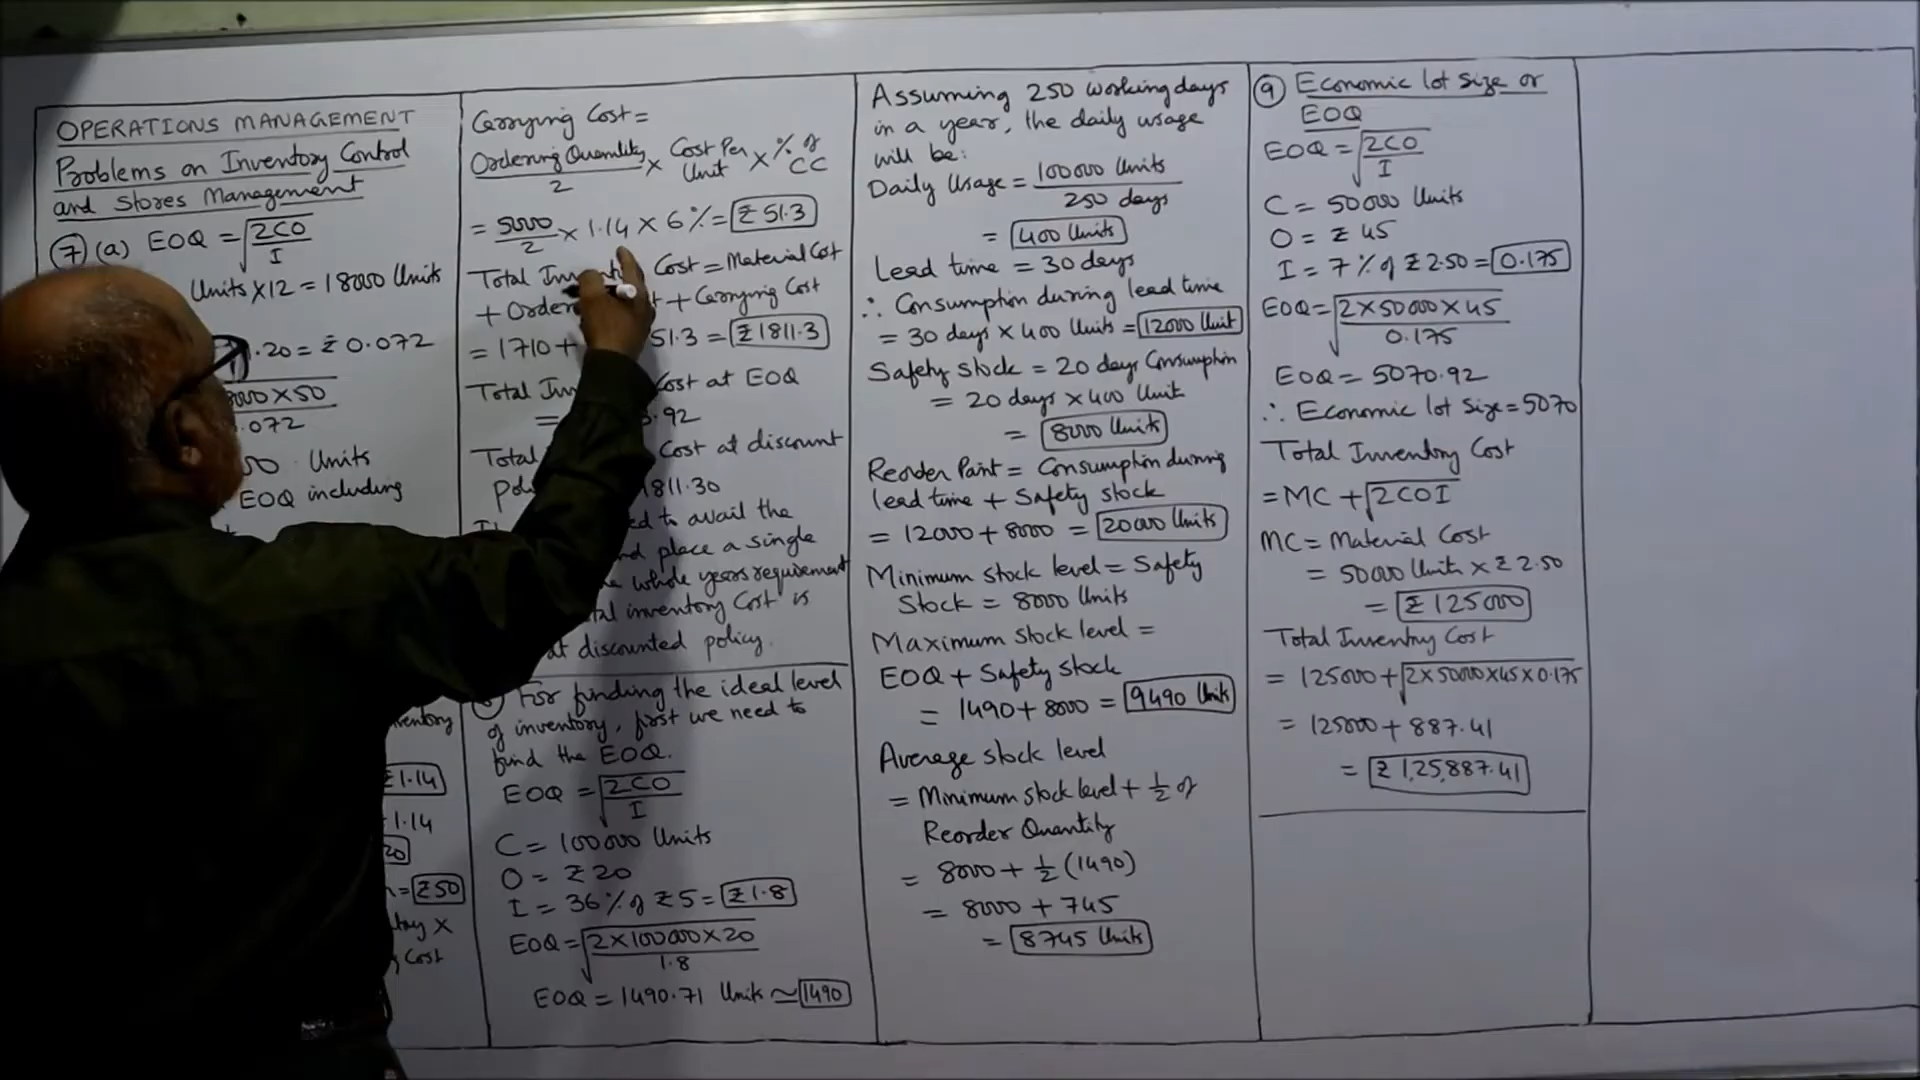 OPERATIONS MANAGEMENT
Problems on Inventory Control
and Stores Management
7 (a) EOQ = √2CO
I
Units × 12 = 18000 Units
.20 = ₹ 0.072
000 × 50
.072
Units
EOQ including
₹1.14
1.14
= ₹50
Cost
Carrying Cost =
Ordering Quantity × Cost Per Unit × % of CC
2
= 5000 × 1.14 × 6% = ₹51.3
2
Total Cost = Material Cost
+ Carrying Cost
= 1710 + 51.3 = ₹1811.3
Total Cost at EOQ
= .92
Total Cost at discount
1811.30
to avail the
place a single
whole years requirement
inventory Cost is
at discounted policy.
For finding the ideal level
of inventory, first we need to
find the EOQ.
EOQ = √2CO
I
C = 100000 Units
O = ₹20
I = 36% of ₹5 = ₹1.8
EOQ = √2×100000×20
1.8
EOQ = 1490.71 Units ≃ 1490
Assuming 250 working days
in a year, the daily usage
will be:
Daily Usage = 100000 Units
250 days
= 400 Units
Lead time = 30 days
∴ Consumption during lead time
= 30 days × 400 Units = 12000 Unit
Safety stock = 20 days Consumption
= 20 days × 400 Unit
= 8000 Units
Reorder Point = Consumption during
lead time + Safety stock
= 12000 + 8000 = 20000 Units
Minimum stock level = Safety
Stock = 8000 Units
Maximum stock level =
EOQ + Safety stock
= 1490 + 8000 = 9490 Units
Average stock level
= Minimum stock level + ½ of
Reorder Quantity
= 8000 + ½ (1490)
= 8000 + 745
= 8745 Units
9 Economic lot size or
EOQ
EOQ = √2CO
I
C = 50000 Units
O = ₹ 45
I = 7% of ₹2.50 = 0.175
EOQ = √2×50000×45
0.175
EOQ = 5070.92
∴ Economic lot size = 5070
Total Inventory Cost
= MC + √2COI
MC = Material Cost
= 50000 Units × ₹2.50
= ₹125000
Total Inventory Cost
= 125000 + √2×50000×45×0.175
= 125000 + 887.41
= ₹1,25,887.41